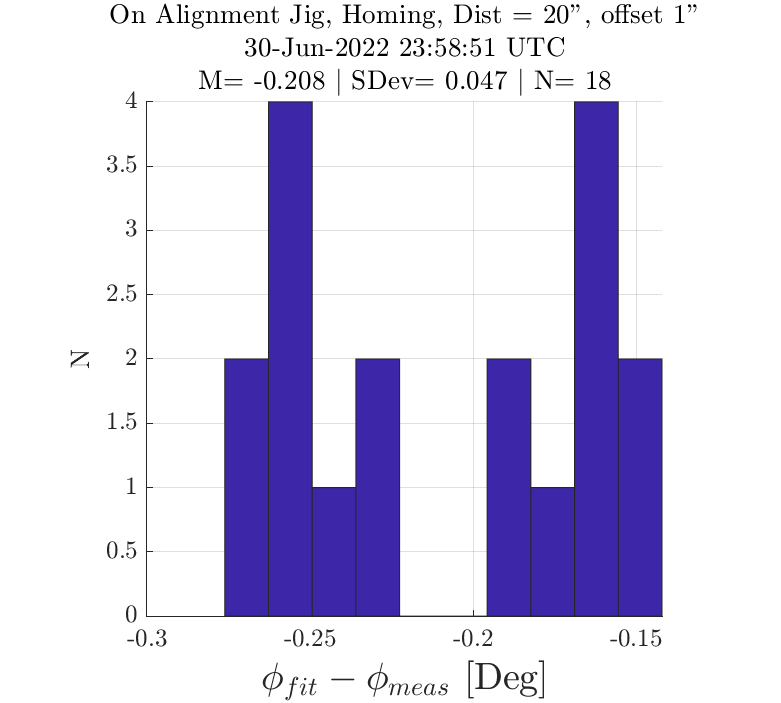 On Alignment Jig, Homing, Dist = 20”, offset 1”
30-Jun-2022 23:58:51 UTC
M= -0.208 | SDev= 0.047 | N= 18
4
3.5
3
2.5
2
1.5
1
0.5
0
N
-0.3 -0.25 -0.2 -0.15
ϕ_fit − ϕ_meas [Deg]